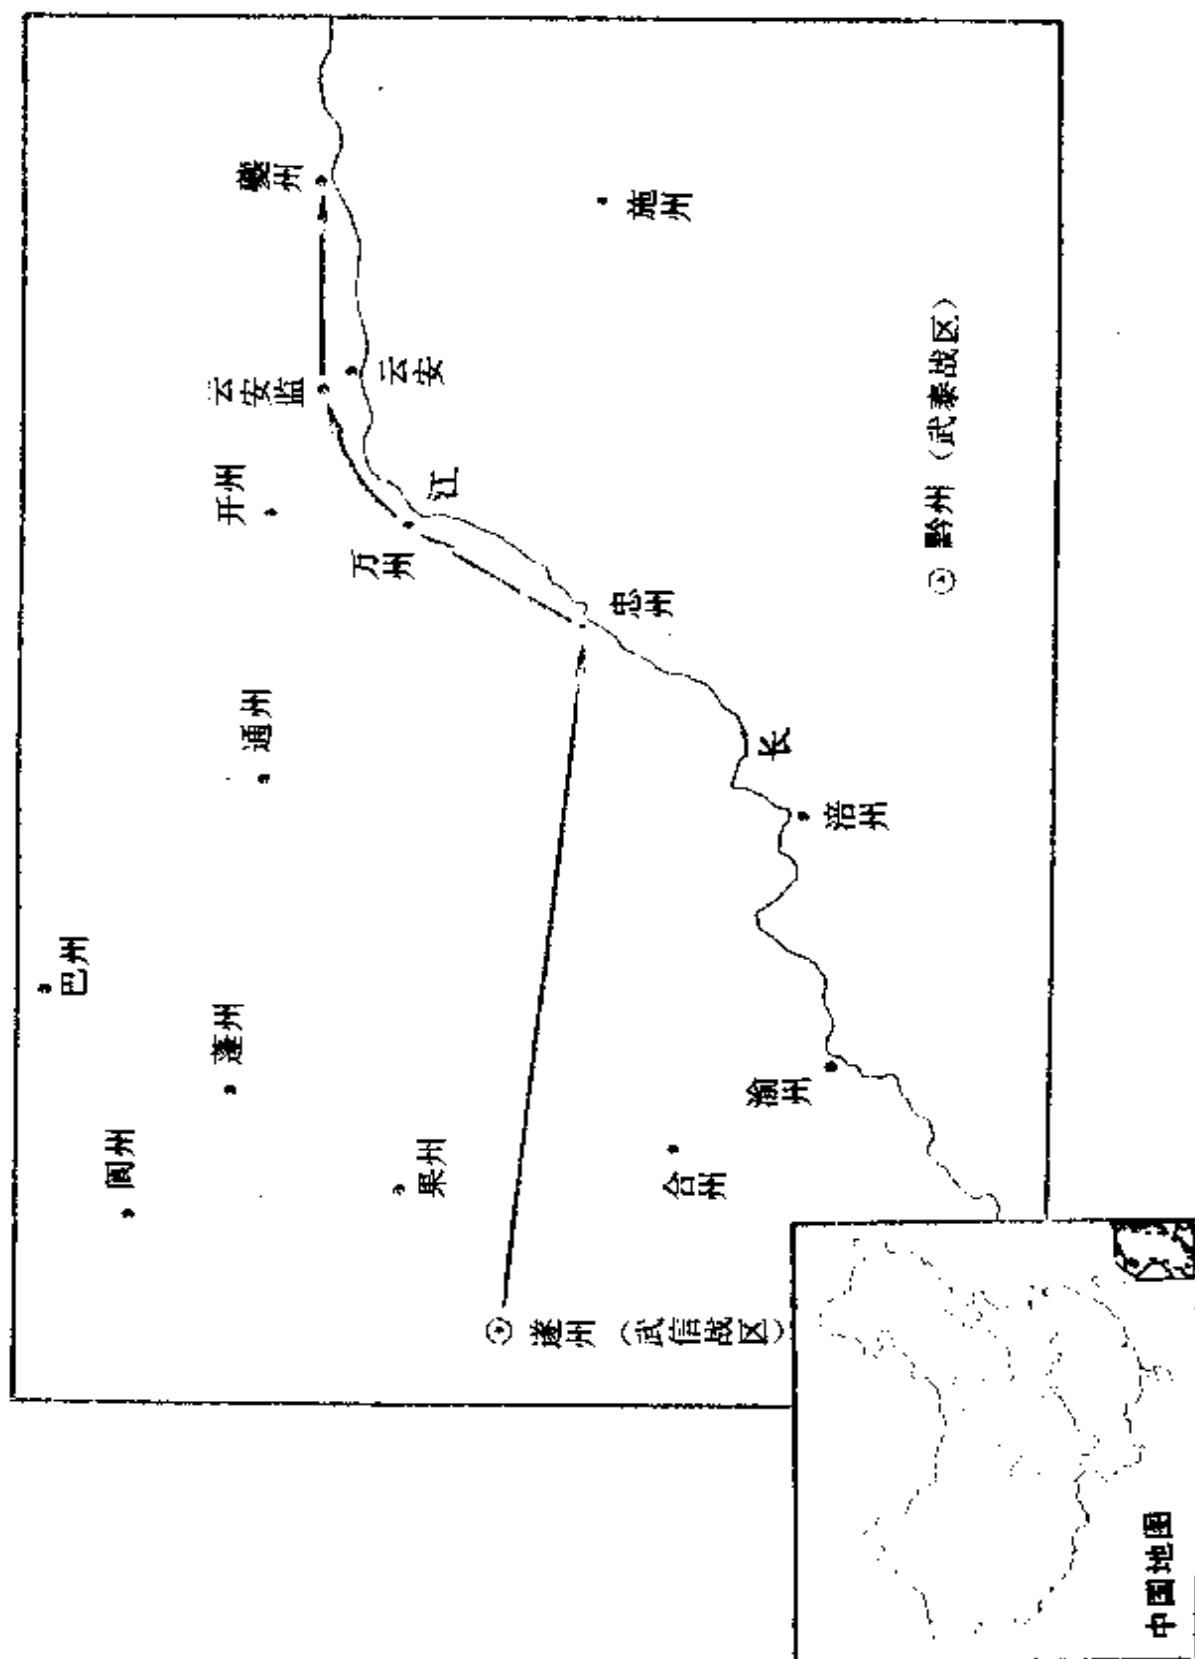 巴州
阆州
蓬州
通州
开州
云安监
夔州
果州
万州
云安
江
遂州（武信战区）
忠州
施州
合州
渝州
长
涪州
黔州（武泰战区）
中国地图